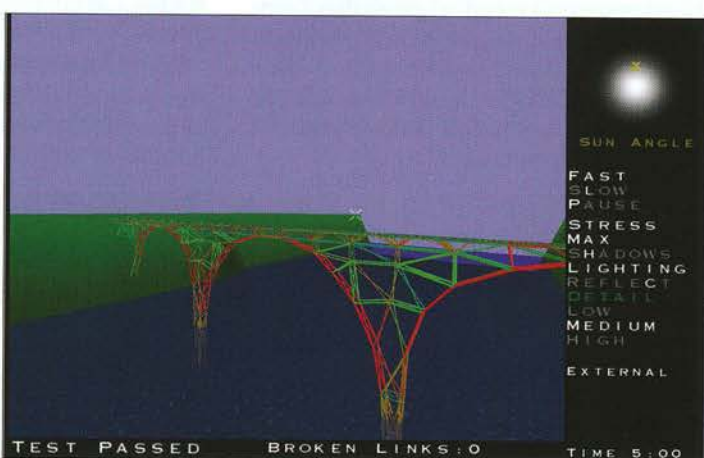 SUN ANGLE
FAST
SLOW
PAUSE
STRESS
MAX
SHADOWS
LIGHTING
REFLECT
DETAIL
LOW
MEDIUM
HIGH
EXTERNAL
TEST PASSED BROKEN LINKS:0 TIME 5:00